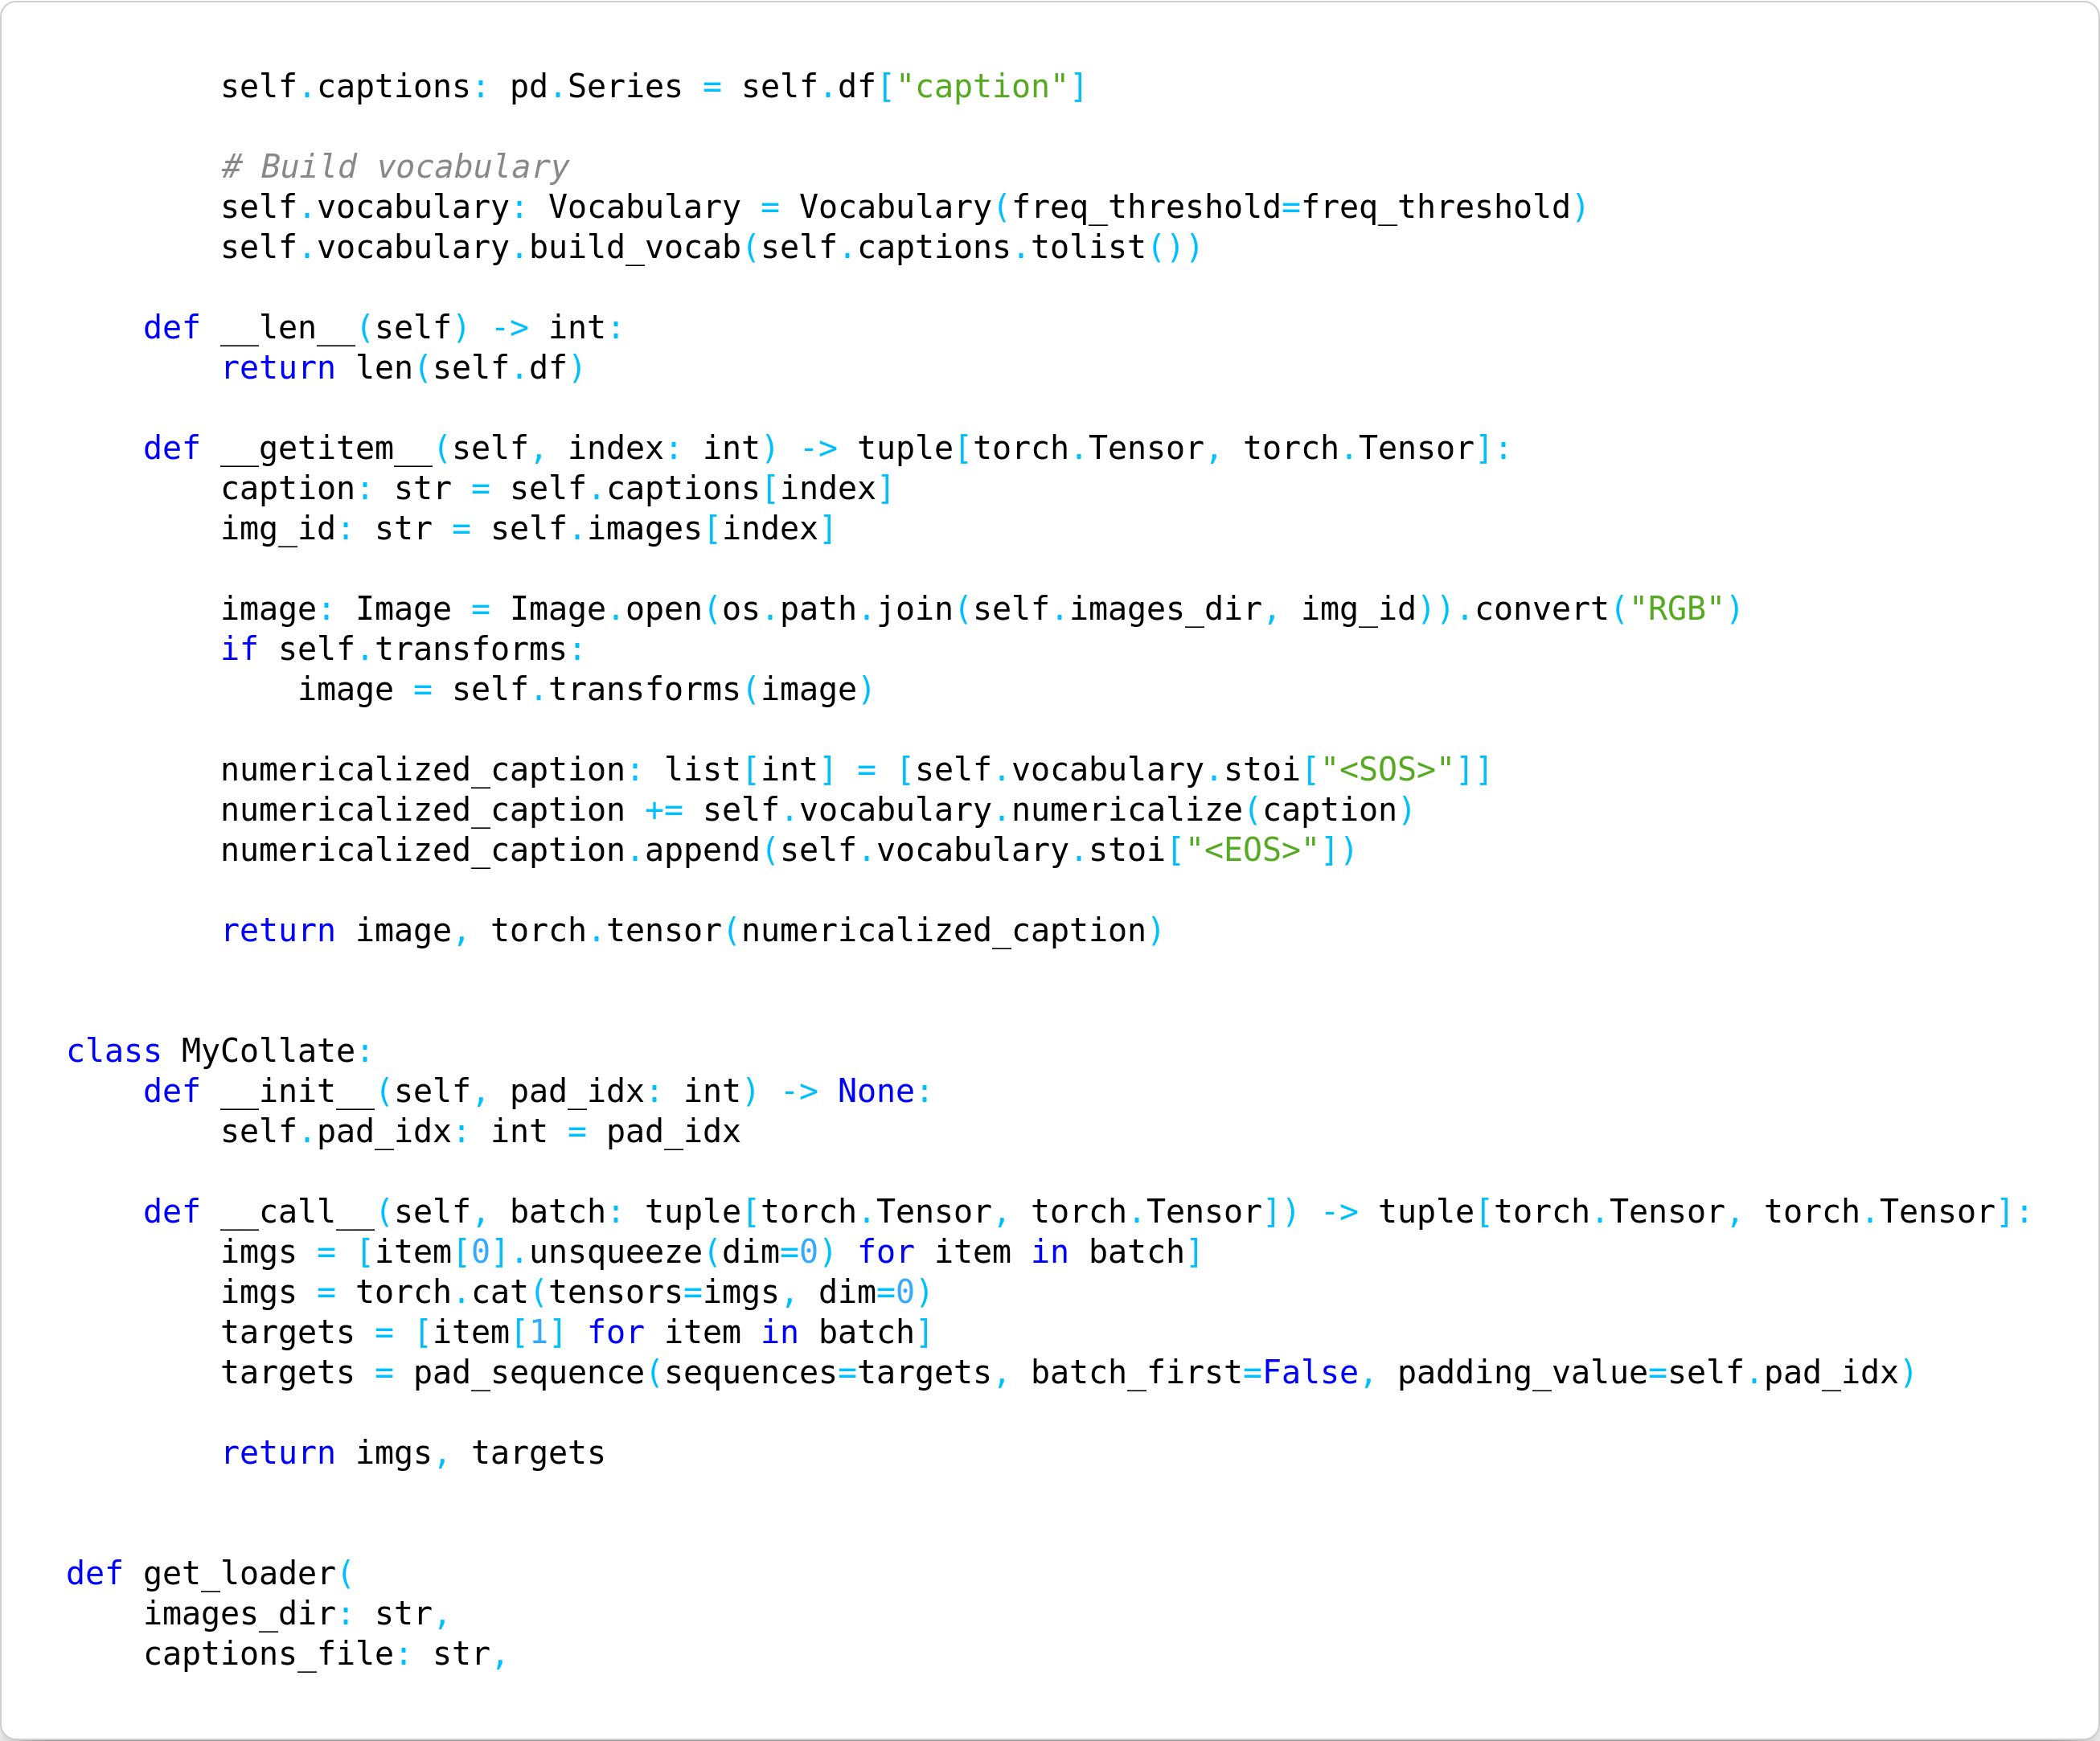 self.captions: pd.Series = self.df["caption"]
# Build vocabulary
self.vocabulary: Vocabulary = Vocabulary(freq_threshold=freq_threshold)
self.vocabulary.build_vocab(self.captions.tolist())
def __len__(self) -> int:
return len(self.df)
def __getitem__(self, index: int) -> tuple[torch.Tensor, torch.Tensor]:
caption: str = self.captions[index]
img_id: str = self.images[index]
image: Image = Image.open(os.path.join(self.images_dir, img_id)).convert("RGB")
if self.transforms:
image = self.transforms(image)
numericalized_caption: list[int] = [self.vocabulary.stoi["<SOS>"]]
numericalized_caption += self.vocabulary.numericalize(caption)
numericalized_caption.append(self.vocabulary.stoi["<EOS>"])
return image, torch.tensor(numericalized_caption)
class MyCollate:
def __init__(self, pad_idx: int) -> None:
self.pad_idx: int = pad_idx
def __call__(self, batch: tuple[torch.Tensor, torch.Tensor]) -> tuple[torch.Tensor, torch.Tensor]:
imgs = [item[0].unsqueeze(dim=0) for item in batch]
imgs = torch.cat(tensors=imgs, dim=0)
targets = [item[1] for item in batch]
targets = pad_sequence(sequences=targets, batch_first=False, padding_value=self.pad_idx)
return imgs, targets
def get_loader(
images_dir: str,
captions_file: str,